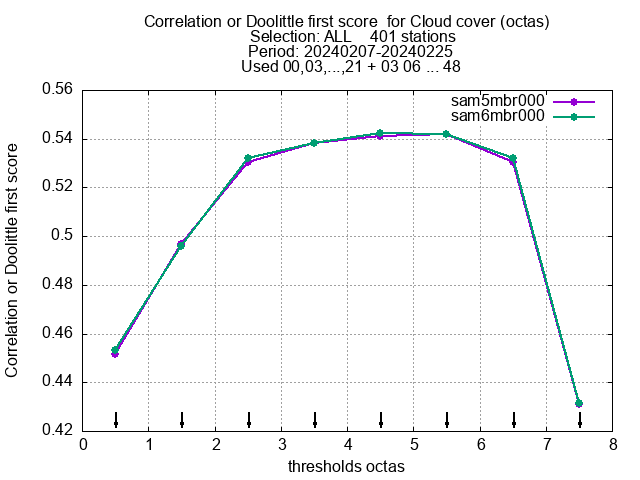 Correlation or Doolittle first score  for Cloud cover (octas)
Selection: ALL    401 stations
Period: 20240207-20240225
Used 00,03,...,21 + 03 06 ... 48
sam5mbr000
sam6mbr000
Correlation or Doolittle first score
0.56
0.54
0.52
0.5
0.48
0.46
0.44
0.42
0 1 2 3 4 5 6 7 8
thresholds octas